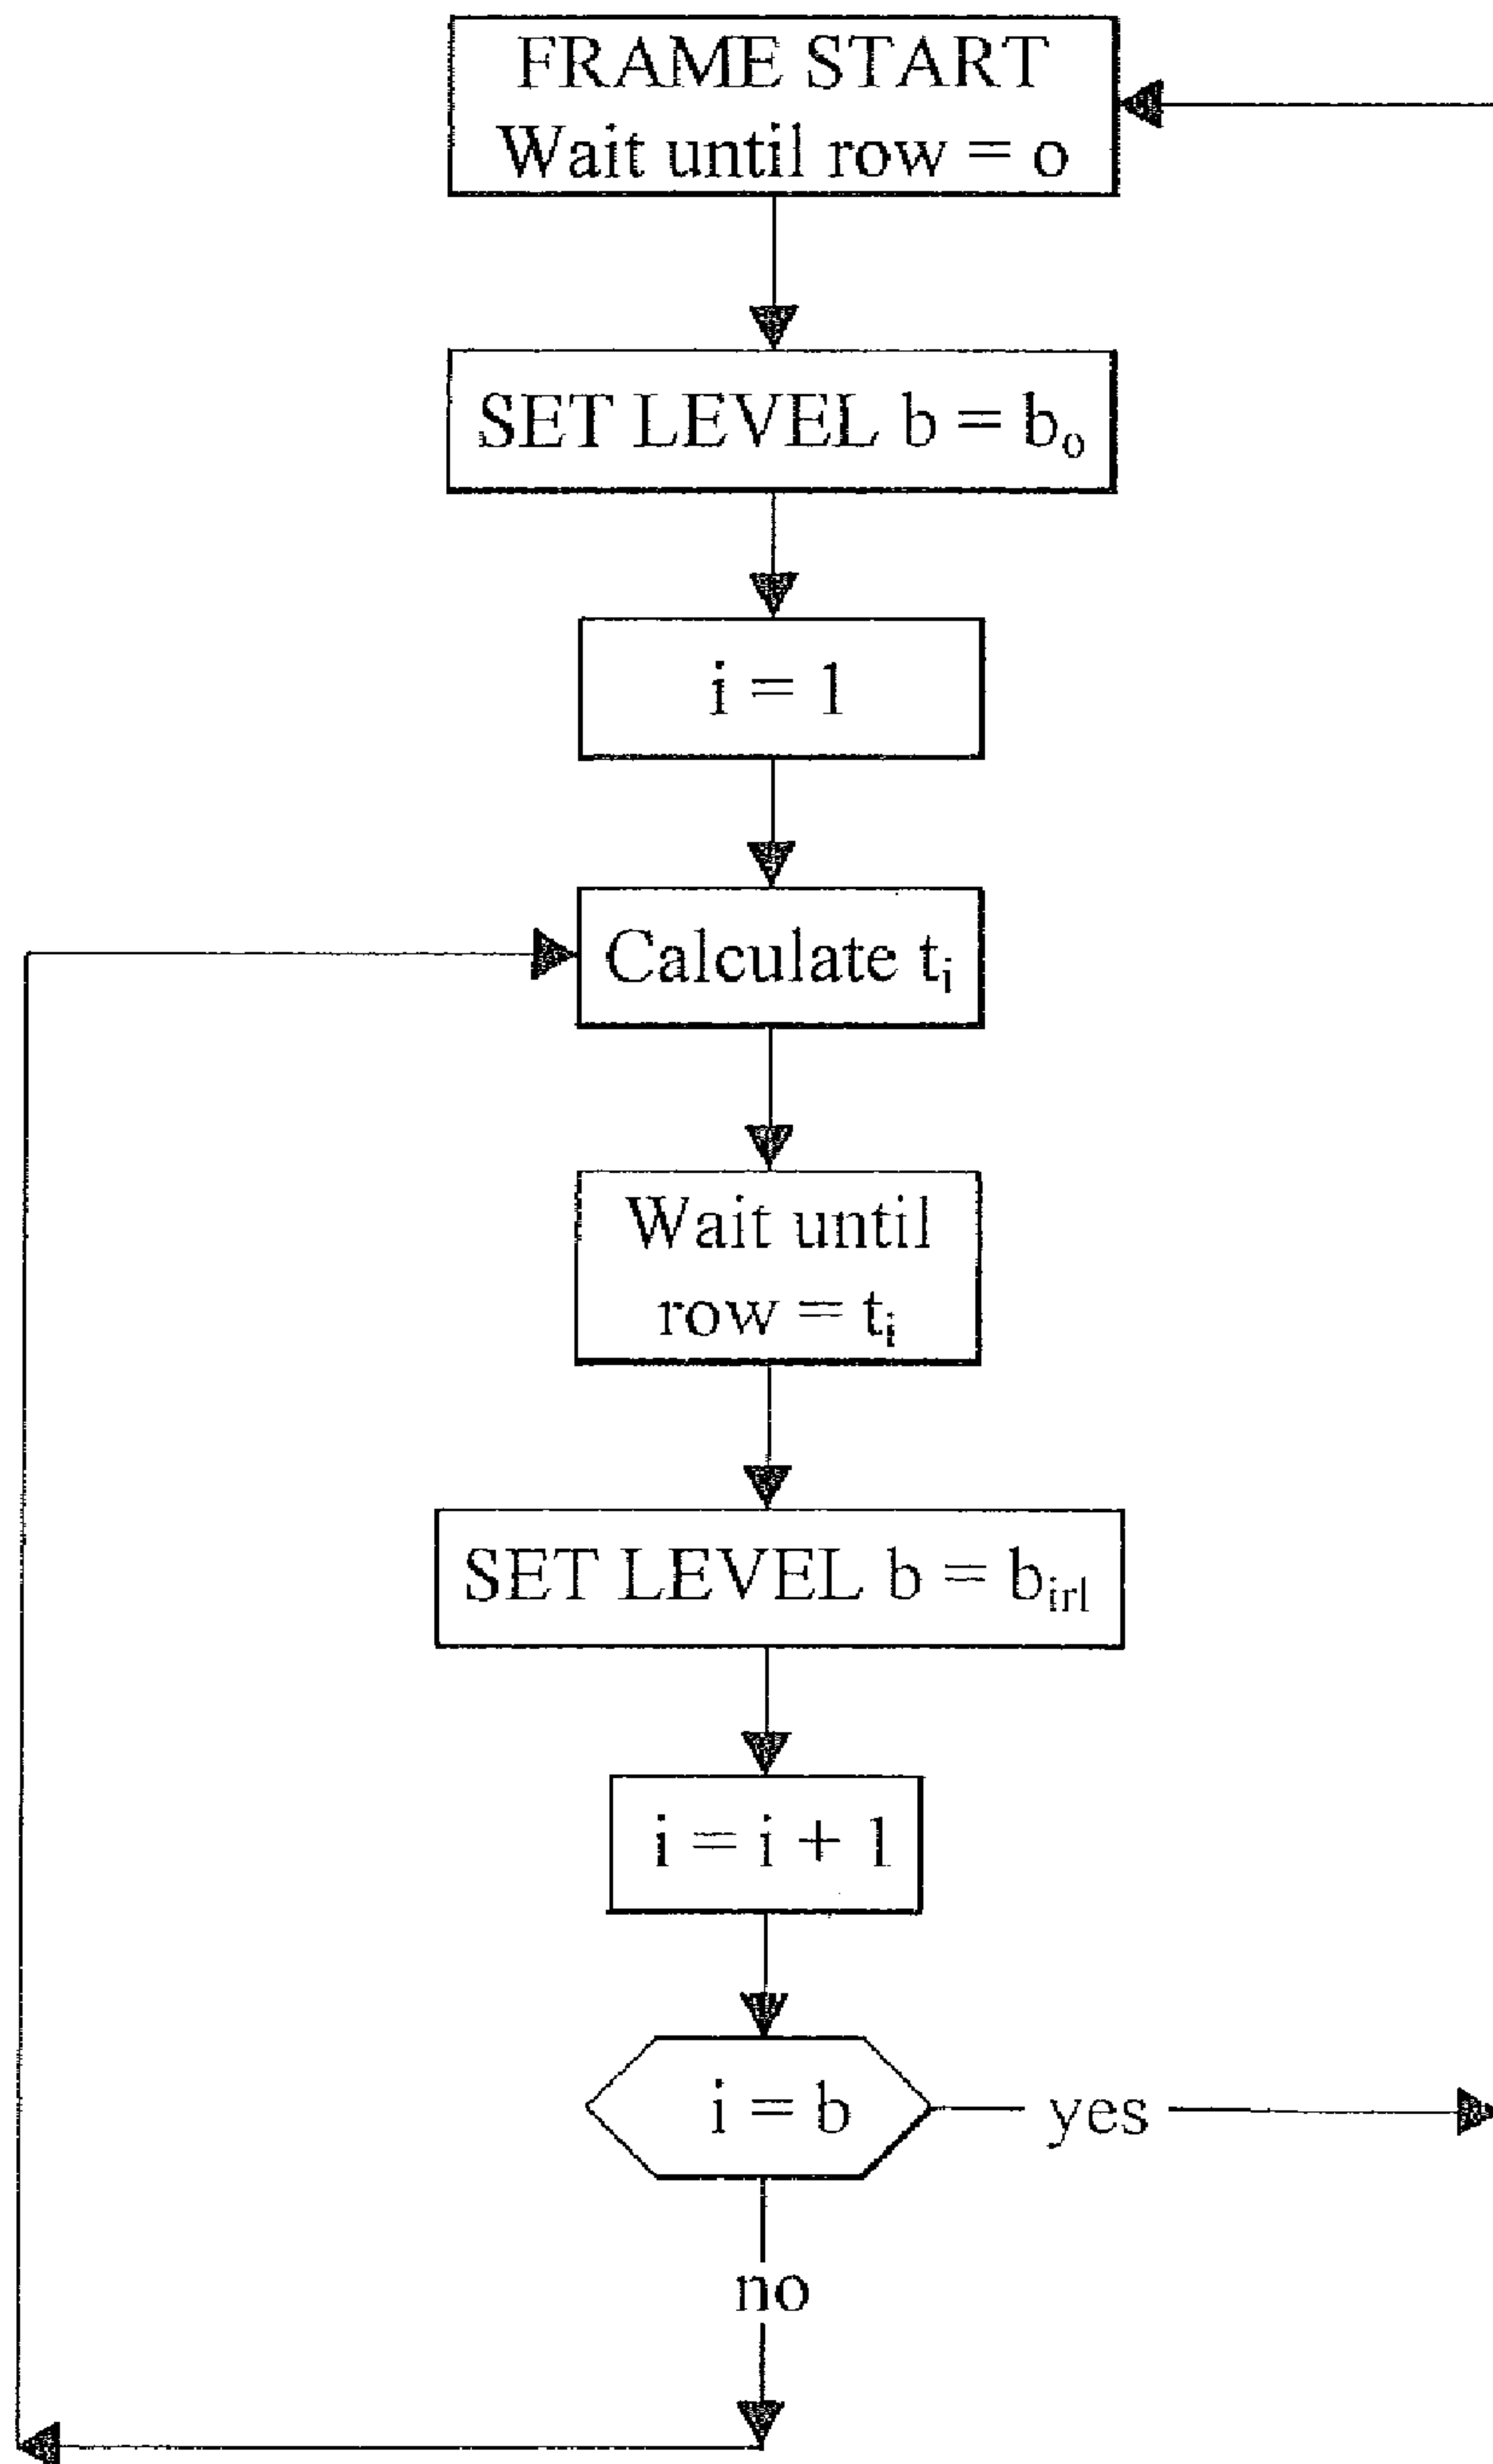 FRAME START
Wait until row = o
SET LEVEL b = bₒ
i = 1
Calculate tᵢ
Wait until
row = tᵢ
SET LEVEL b = b_irl
i = i + 1
i = b
yes
no